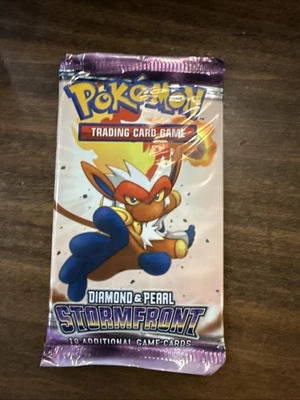 POKéMON
TRADING CARD GAME
DIAMOND & PEARL
STORMFRONT
10 ADDITIONAL GAME CARDS